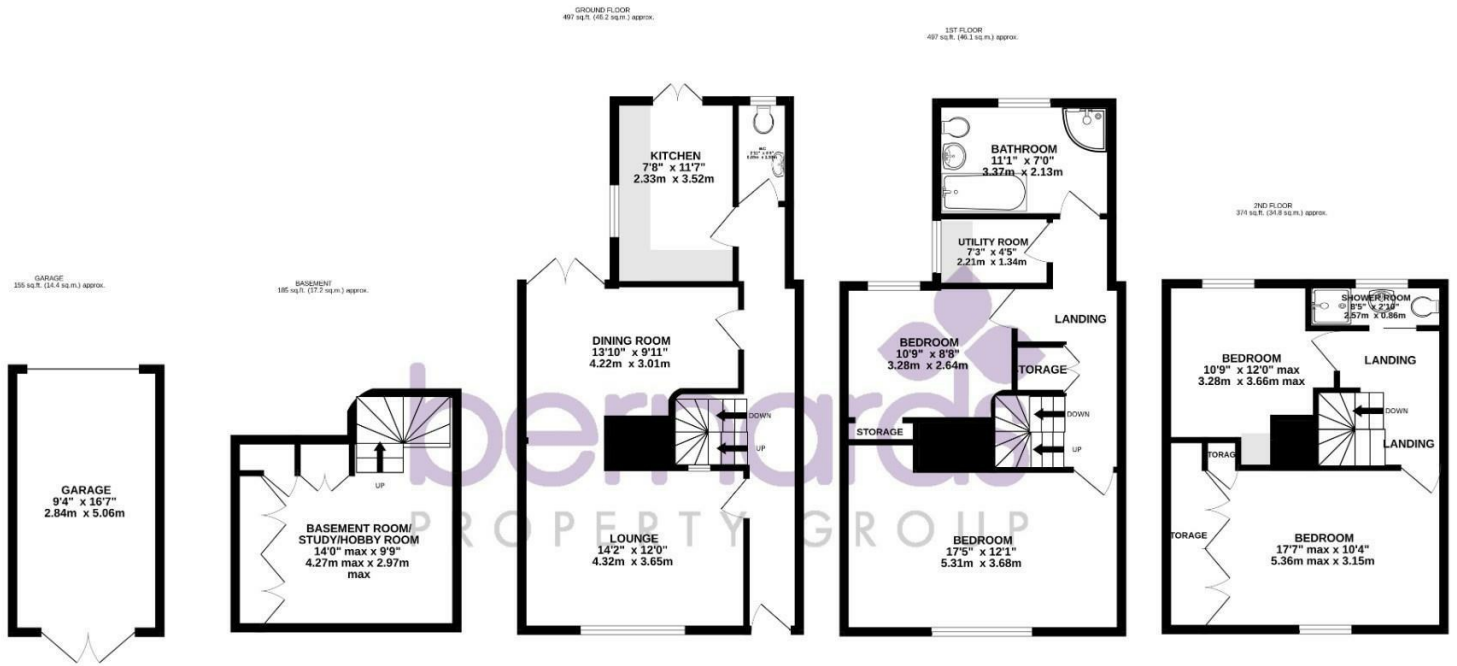 GARAGE
155 sq.ft. (14.4 sq.m.) approx.
GARAGE
9'4" x 16'7"
2.84m x 5.06m
BASEMENT
185 sq.ft. (17.2 sq.m.) approx.
UP
BASEMENT ROOM/
STUDY/HOBBY ROOM
14'0" max x 9'9"
4.27m max x 2.97m
max
GROUND FLOOR
497 sq.ft. (46.2 sq.m.) approx.
KITCHEN
7'8" x 11'7"
2.33m x 3.52m
WC
DINING ROOM
13'10" x 9'11"
4.22m x 3.01m
DOWN
UP
LOUNGE
14'2" x 12'0"
4.32m x 3.65m
1ST FLOOR
497 sq.ft. (46.1 sq.m.) approx.
BATHROOM
11'1" x 7'0"
3.37m x 2.13m
UTILITY ROOM
7'3" x 4'5"
2.21m x 1.34m
LANDING
BEDROOM
10'9" x 8'8"
3.28m x 2.64m
STORAGE
DOWN
STORAGE
UP
BEDROOM
17'5" x 12'1"
5.31m x 3.68m
2ND FLOOR
374 sq.ft. (34.8 sq.m.) approx.
SHOWER ROOM
8'5" x 2'10"
2.57m x 0.86m
BEDROOM
10'9" x 12'0" max
3.28m x 3.66m max
LANDING
DOWN
LANDING
TORAG
TORAGE
BEDROOM
17'7" max x 10'4"
5.36m max x 3.15m
bernards
PROPERTY GROUP